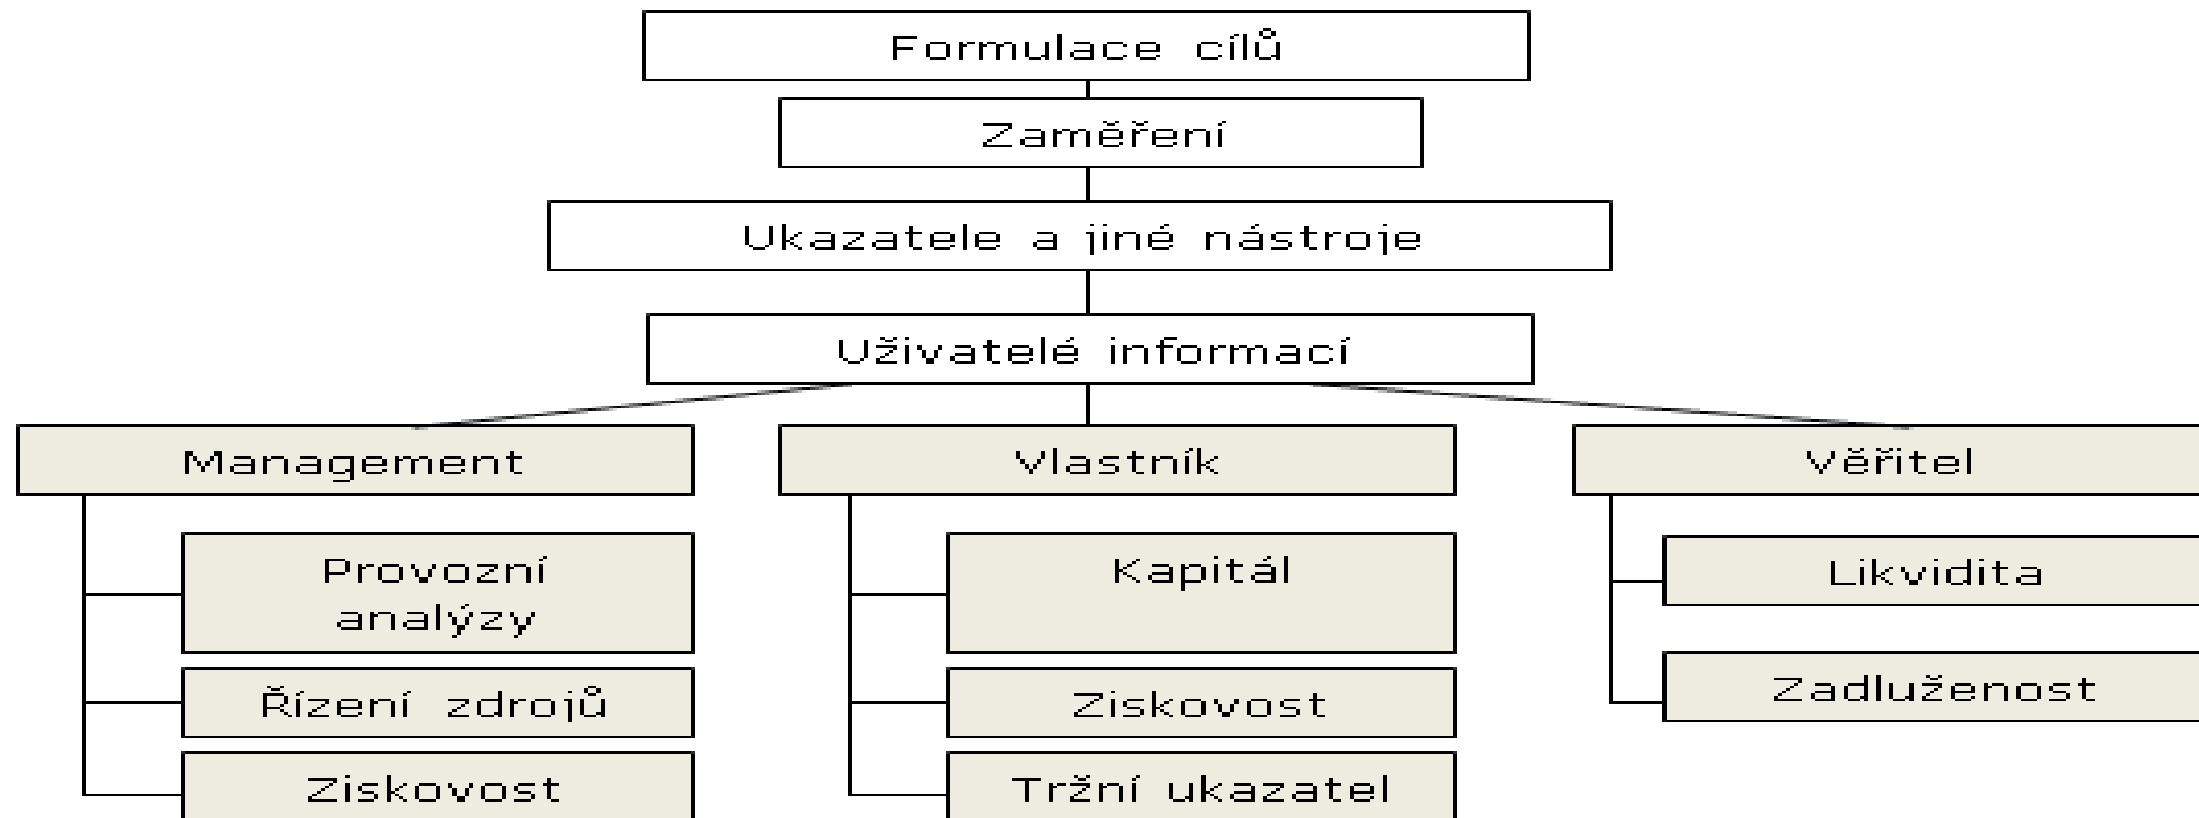 Formulace cílů
Zaměření
Ukazatele a jiné nástroje
Uživatelé informací
Management
Vlastník
Věřitel
Provozní
analýzy
Kapitál
Likvidita
Řízení zdrojů
Ziskovost
Zadluženost
Ziskovost
Tržní ukazatel